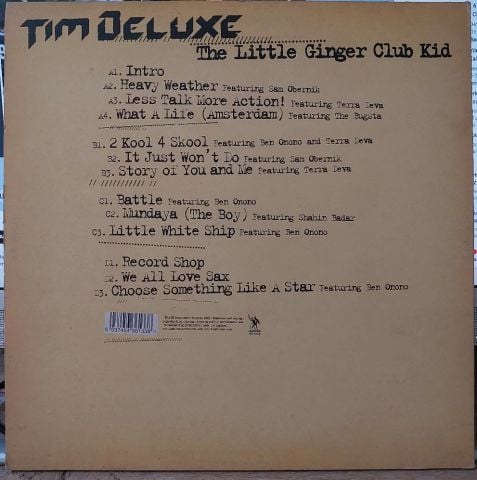 TIM DELUXE
The Little Ginger Club Kid
A1. Intro
A2. Heavy Weather Featuring Sam Obernik
A3. Less Talk More Action! Featuring Terra Deva
A4. What A Life (Amsterdam) Featuring The Bugsta
B1. 2 Kool 4 Skool Featuring Ben Onono and Terra Deva
B2. It Just Won't Do Featuring Sam Obernik
B3. Story of You and Me Featuring Terra Deva
C1. Battle Featuring Ben Onono
C2. Mundaya (The Boy) Featuring Shahin Badar
C3. Little White Ship Featuring Ben Onono
D1. Record Shop
D2. We All Love Sax
D3. Choose Something Like A Star Featuring Ben Onono